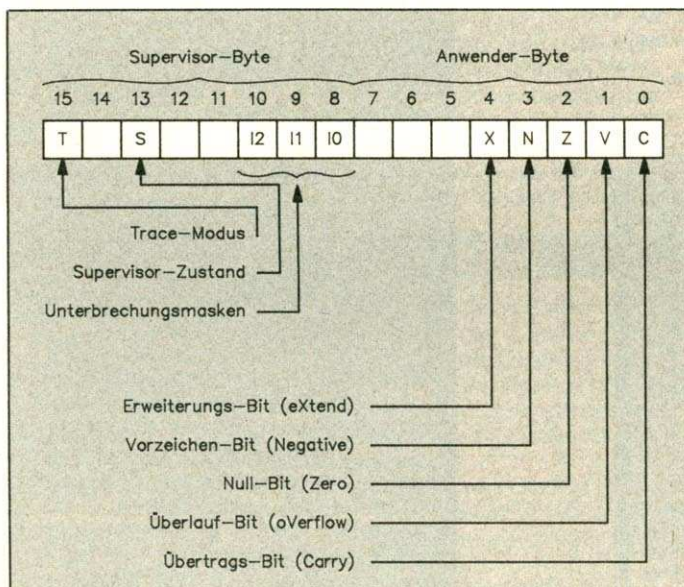 Supervisor-Byte Anwender-Byte
15 14 13 12 11 10 9 8 7 6 5 4 3 2 1 0
T S I2 I1 I0 X N Z V C
Trace-Modus
Supervisor-Zustand
Unterbrechungsmasken
Erweiterungs-Bit (eXtend)
Vorzeichen-Bit (Negative)
Null-Bit (Zero)
Überlauf-Bit (oVerflow)
Übertrags-Bit (Carry)